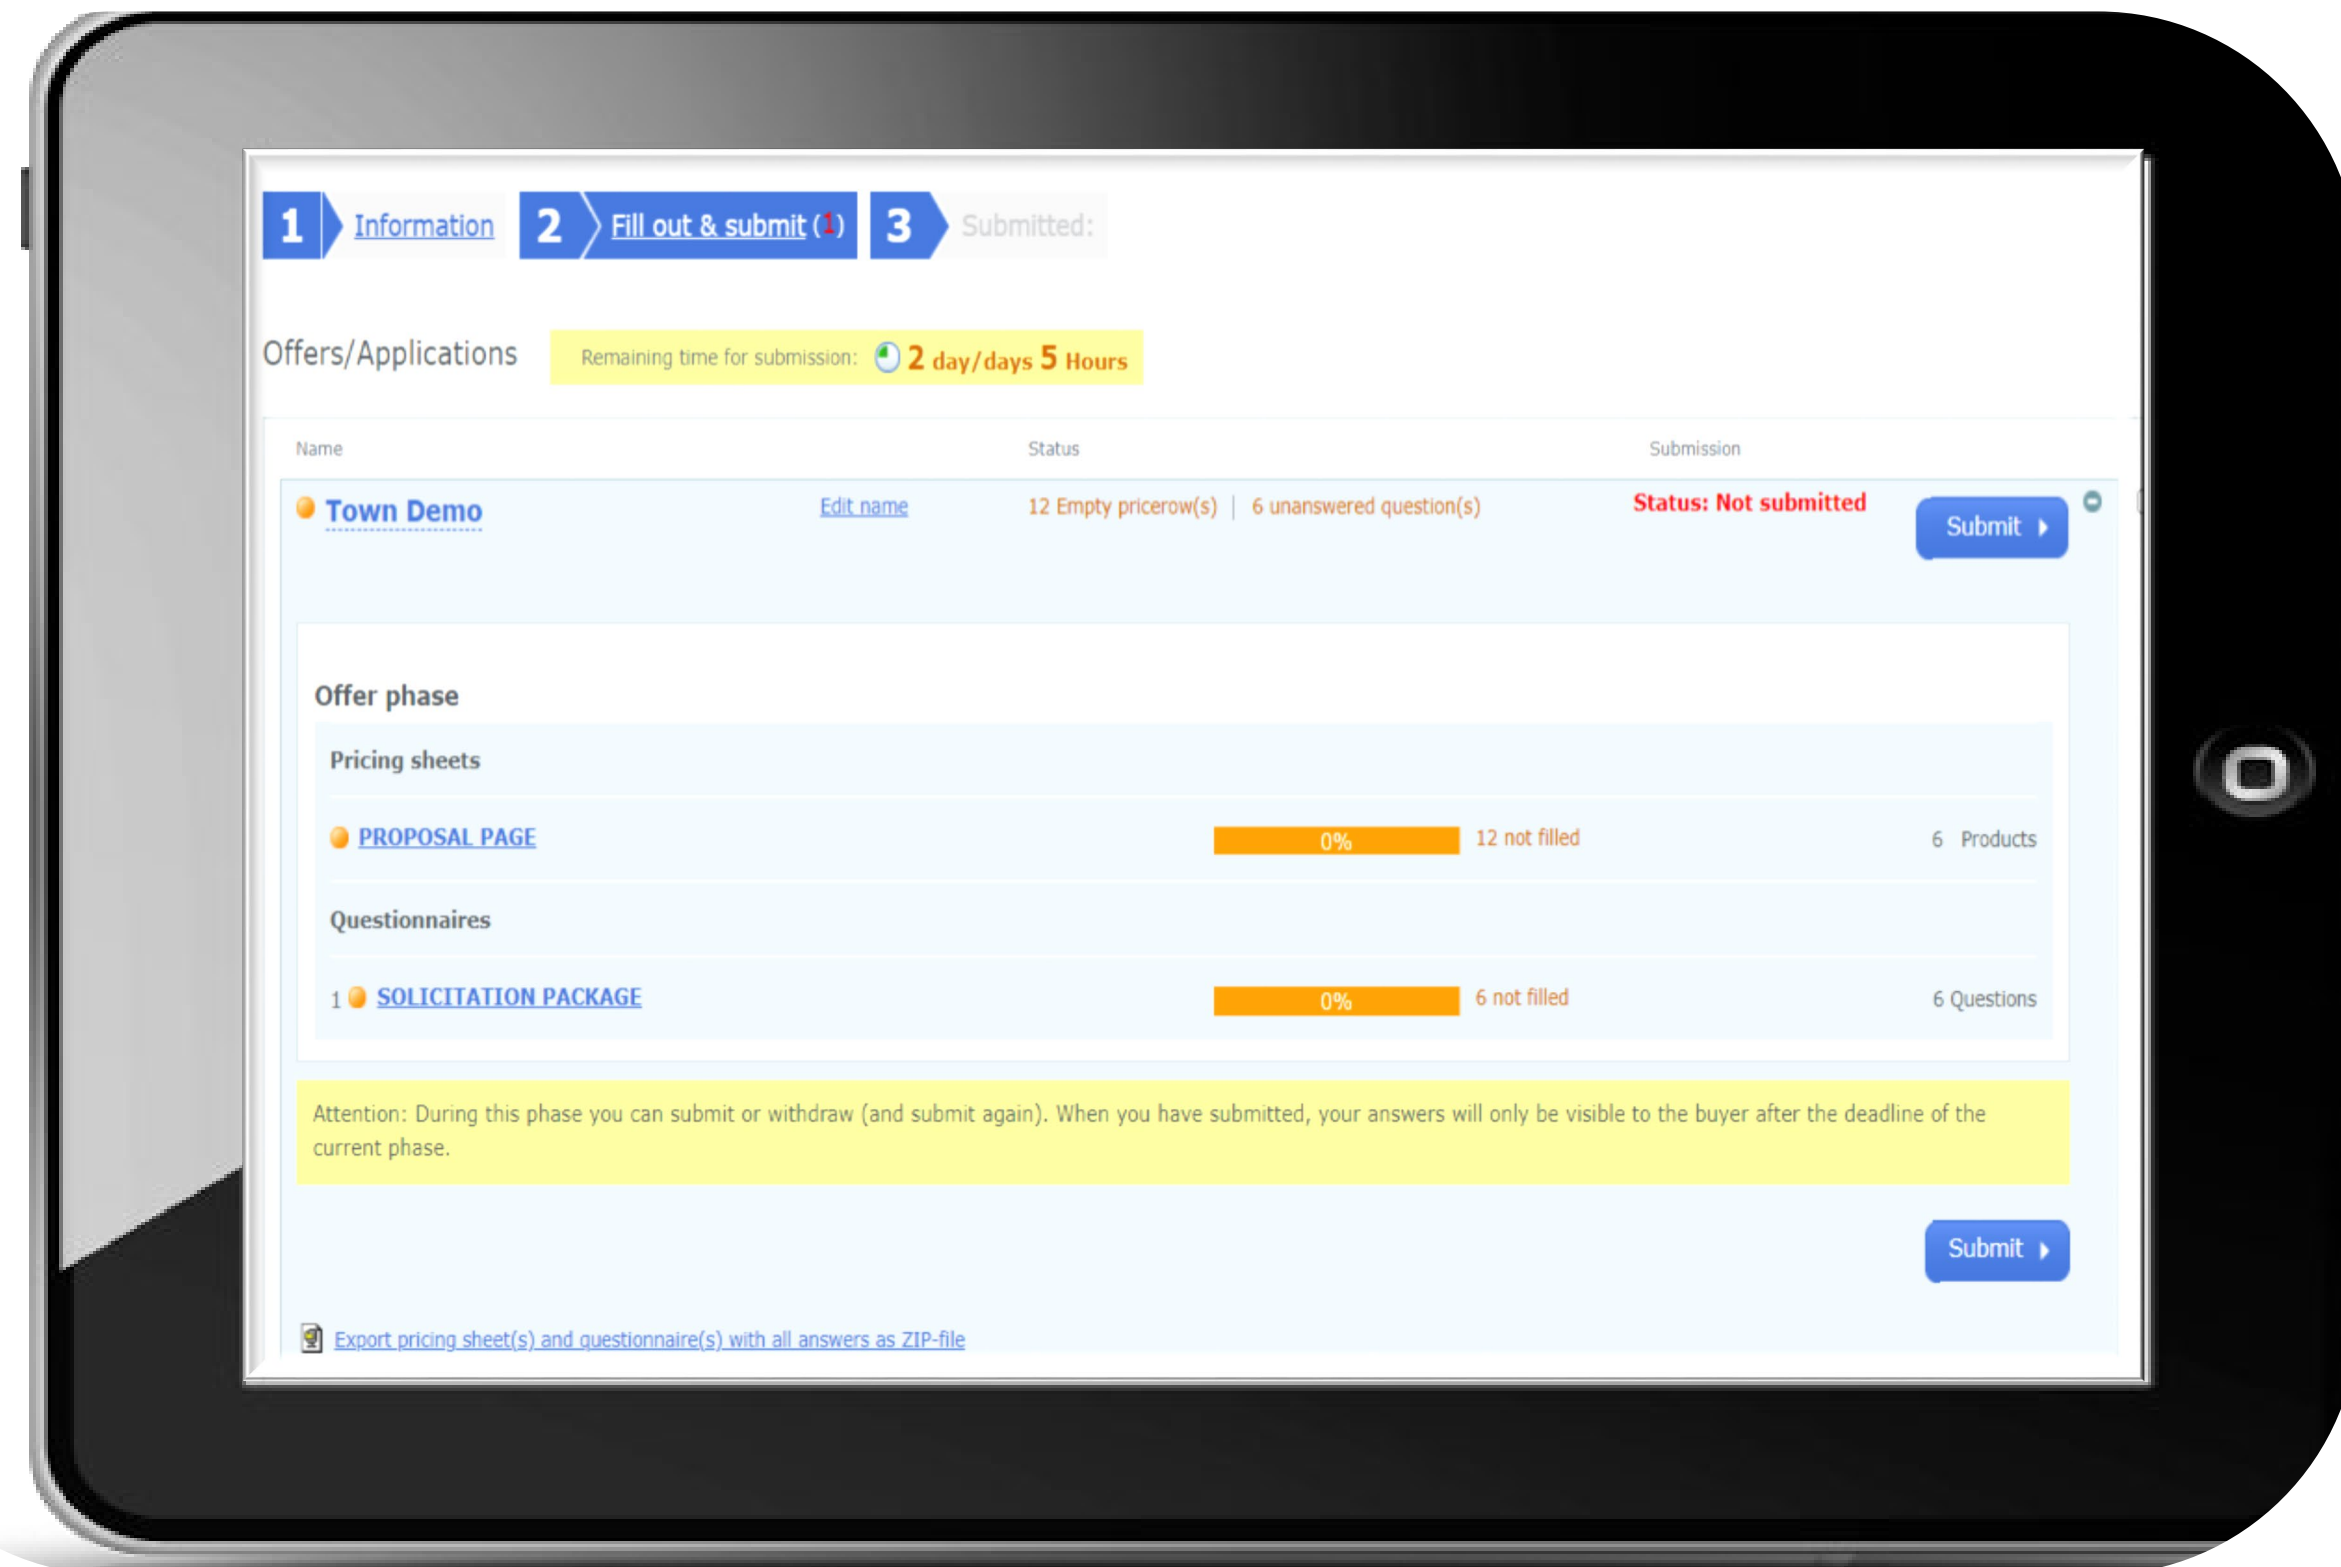 1 Information 2 Fill out & submit (1) 3 Submitted:
Offers/Applications Remaining time for submission: 2 day/days 5 Hours
Name Status Submission
Town Demo Edit name 12 Empty pricerow(s) | 6 unanswered question(s) Status: Not submitted Submit
Offer phase
Pricing sheets
PROPOSAL PAGE 0% 12 not filled 6 Products
Questionnaires
1 SOLICITATION PACKAGE 0% 6 not filled 6 Questions
Attention: During this phase you can submit or withdraw (and submit again). When you have submitted, your answers will only be visible to the buyer after the deadline of the
current phase.
Submit
Export pricing sheet(s) and questionnaire(s) with all answers as ZIP-file